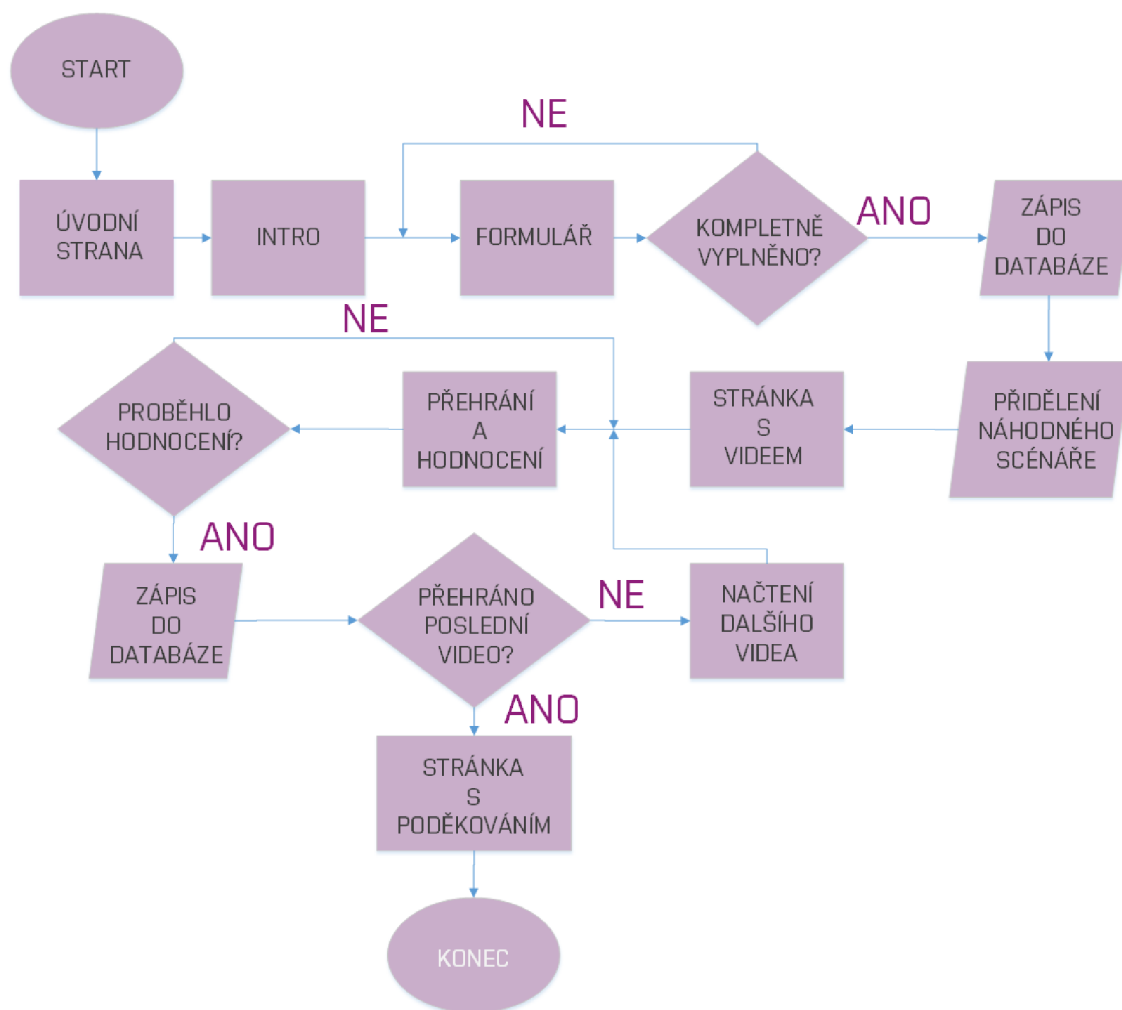 START
NE
ÚVODNÍ
STRANA
INTRO
FORMULÁŘ
KOMPLETNĚ
VYPLNĚNO?
ANO
ZÁPIS
DO
DATABÁZE
PŘIDĚLENÍ
NÁHODNÉHO
SCÉNÁŘE
STRÁNKA
S
VIDEEM
PŘEHRÁNÍ
A
HODNOCENÍ
NE
PROBĚHLO
HODNOCENÍ?
ANO
ZÁPIS
DO
DATABÁZE
PŘEHRÁNO
POSLEDNÍ
VIDEO?
NE
NAČTENÍ
DALŠÍHO
VIDEA
ANO
STRÁNKA
S
PODĚKOVÁNÍM
KONEC